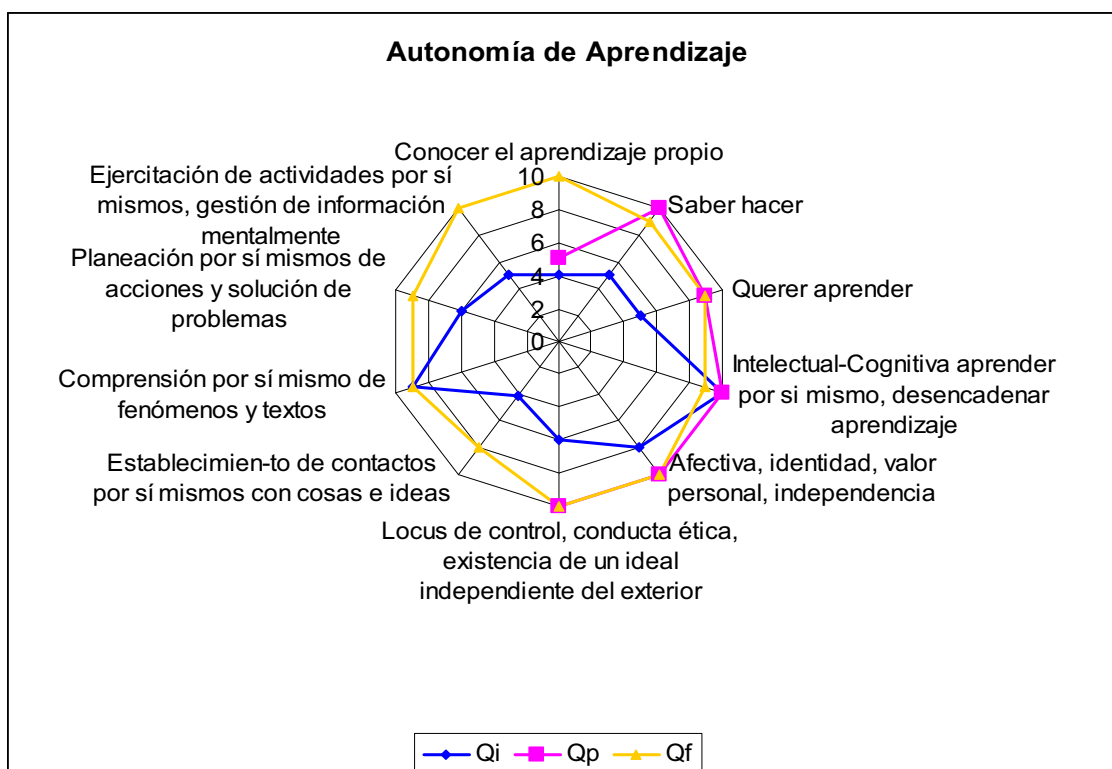 Autonomía de Aprendizaje
Conocer el aprendizaje propio
Saber hacer
Querer aprender
Intelectual-Cognitiva aprender
por si mismo, desencadenar
aprendizaje
Afectiva, identidad, valor
personal, independencia
Locus de control, conducta ética,
existencia de un ideal
independiente del exterior
Establecimien-to de contactos
por sí mismos con cosas e ideas
Comprensión por sí mismo de
fenómenos y textos
Planeación por sí mismos de
acciones y solución de
problemas
Ejercitación de actividades por sí
mismos, gestión de información
mentalmente
10
8
6
4
2
0
Qi Qp Qf